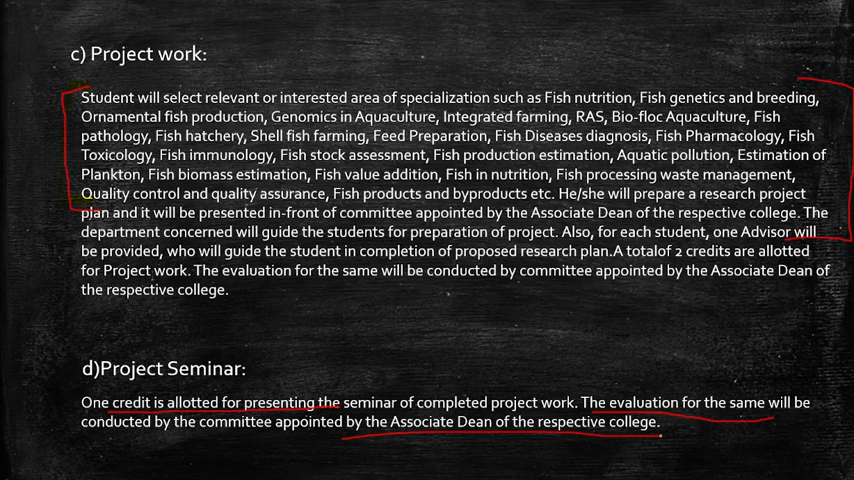 c) Project work:
Student will select relevant or interested area of specialization such as Fish nutrition, Fish genetics and breeding,
Ornamental fish production, Genomics in Aquaculture, Integrated farming, RAS, Bio-floc Aquaculture, Fish
pathology, Fish hatchery, Shell fish farming, Feed Preparation, Fish Diseases diagnosis, Fish Pharmacology, Fish
Toxicology, Fish immunology, Fish stock assessment, Fish production estimation, Aquatic pollution, Estimation of
Plankton, Fish biomass estimation, Fish value addition, Fish in nutrition, Fish processing waste management,
Quality control and quality assurance, Fish products and byproducts etc. He/she will prepare a research project
plan and it will be presented in-front of committee appointed by the Associate Dean of the respective college. The
department concerned will guide the students for preparation of project. Also, for each student, one Advisor will
be provided, who will guide the student in completion of proposed research plan.A totalof 2 credits are allotted
for Project work. The evaluation for the same will be conducted by committee appointed by the Associate Dean of
the respective college.
d)Project Seminar:
One credit is allotted for presenting the seminar of completed project work. The evaluation for the same will be
conducted by the committee appointed by the Associate Dean of the respective college.